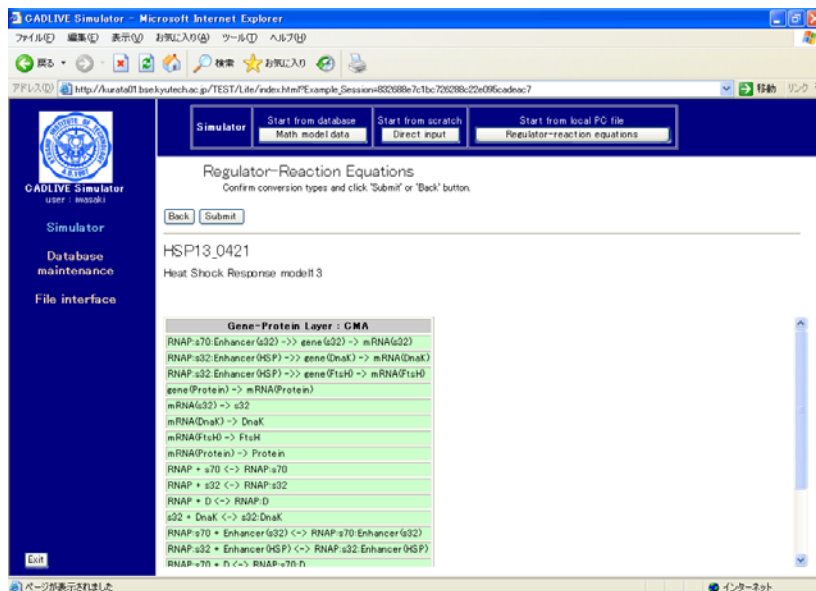 CADLIVE Simulator - Microsoft Internet Explorer
ファイル(F) 編集(E) 表示(V) お気に入り(A) ツール(T) ヘルプ(H)
戻る 検索 お気に入り
アドレス(D) http://kurata01.bse.kyutech.ac.jp/TEST/Life/index.html?Example_Session=832688e7c1bc726288c22e095cadeac7 移動 リンク
Simulator
Start from database
Math model data
Start from scratch
Direct input
Start from local PC file
Regulator-reaction equations
CADLIVE Simulator
user : iwasaki
Simulator
Database
maintenance
File interface
Exit
Regulator-Reaction Equations
Confirm conversion types and click 'Submit' or 'Back' button.
Back Submit
HSP13_0421
Heat Shock Response modell13
Gene-Protein Layer : GMA
RNAP:s70:Enhancer(s32) ->> gene(s32) -> mRNA(s32)
RNAP:s32:Enhancer(HSP) ->> gene(DnaK) -> mRNA(DnaK)
RNAP:s32:Enhancer(HSP) ->> gene(FtsH) -> mRNA(FtsH)
gene(Protein) -> mRNA(Protein)
mRNA(s32) -> s32
mRNA(DnaK) -> DnaK
mRNA(FtsH) -> FtsH
mRNA(Protein) -> Protein
RNAP + s70 <-> RNAP:s70
RNAP + s32 <-> RNAP:s32
RNAP + D <-> RNAP:D
s32 + DnaK <-> s32:DnaK
RNAP:s70 + Enhancer(s32) <-> RNAP:s70:Enhancer(s32)
RNAP:s32 + Enhancer(HSP) <-> RNAP:s32:Enhancer(HSP)
RNAP:s70 + D <-> RNAP:s70:D
ページが表示されました インターネット